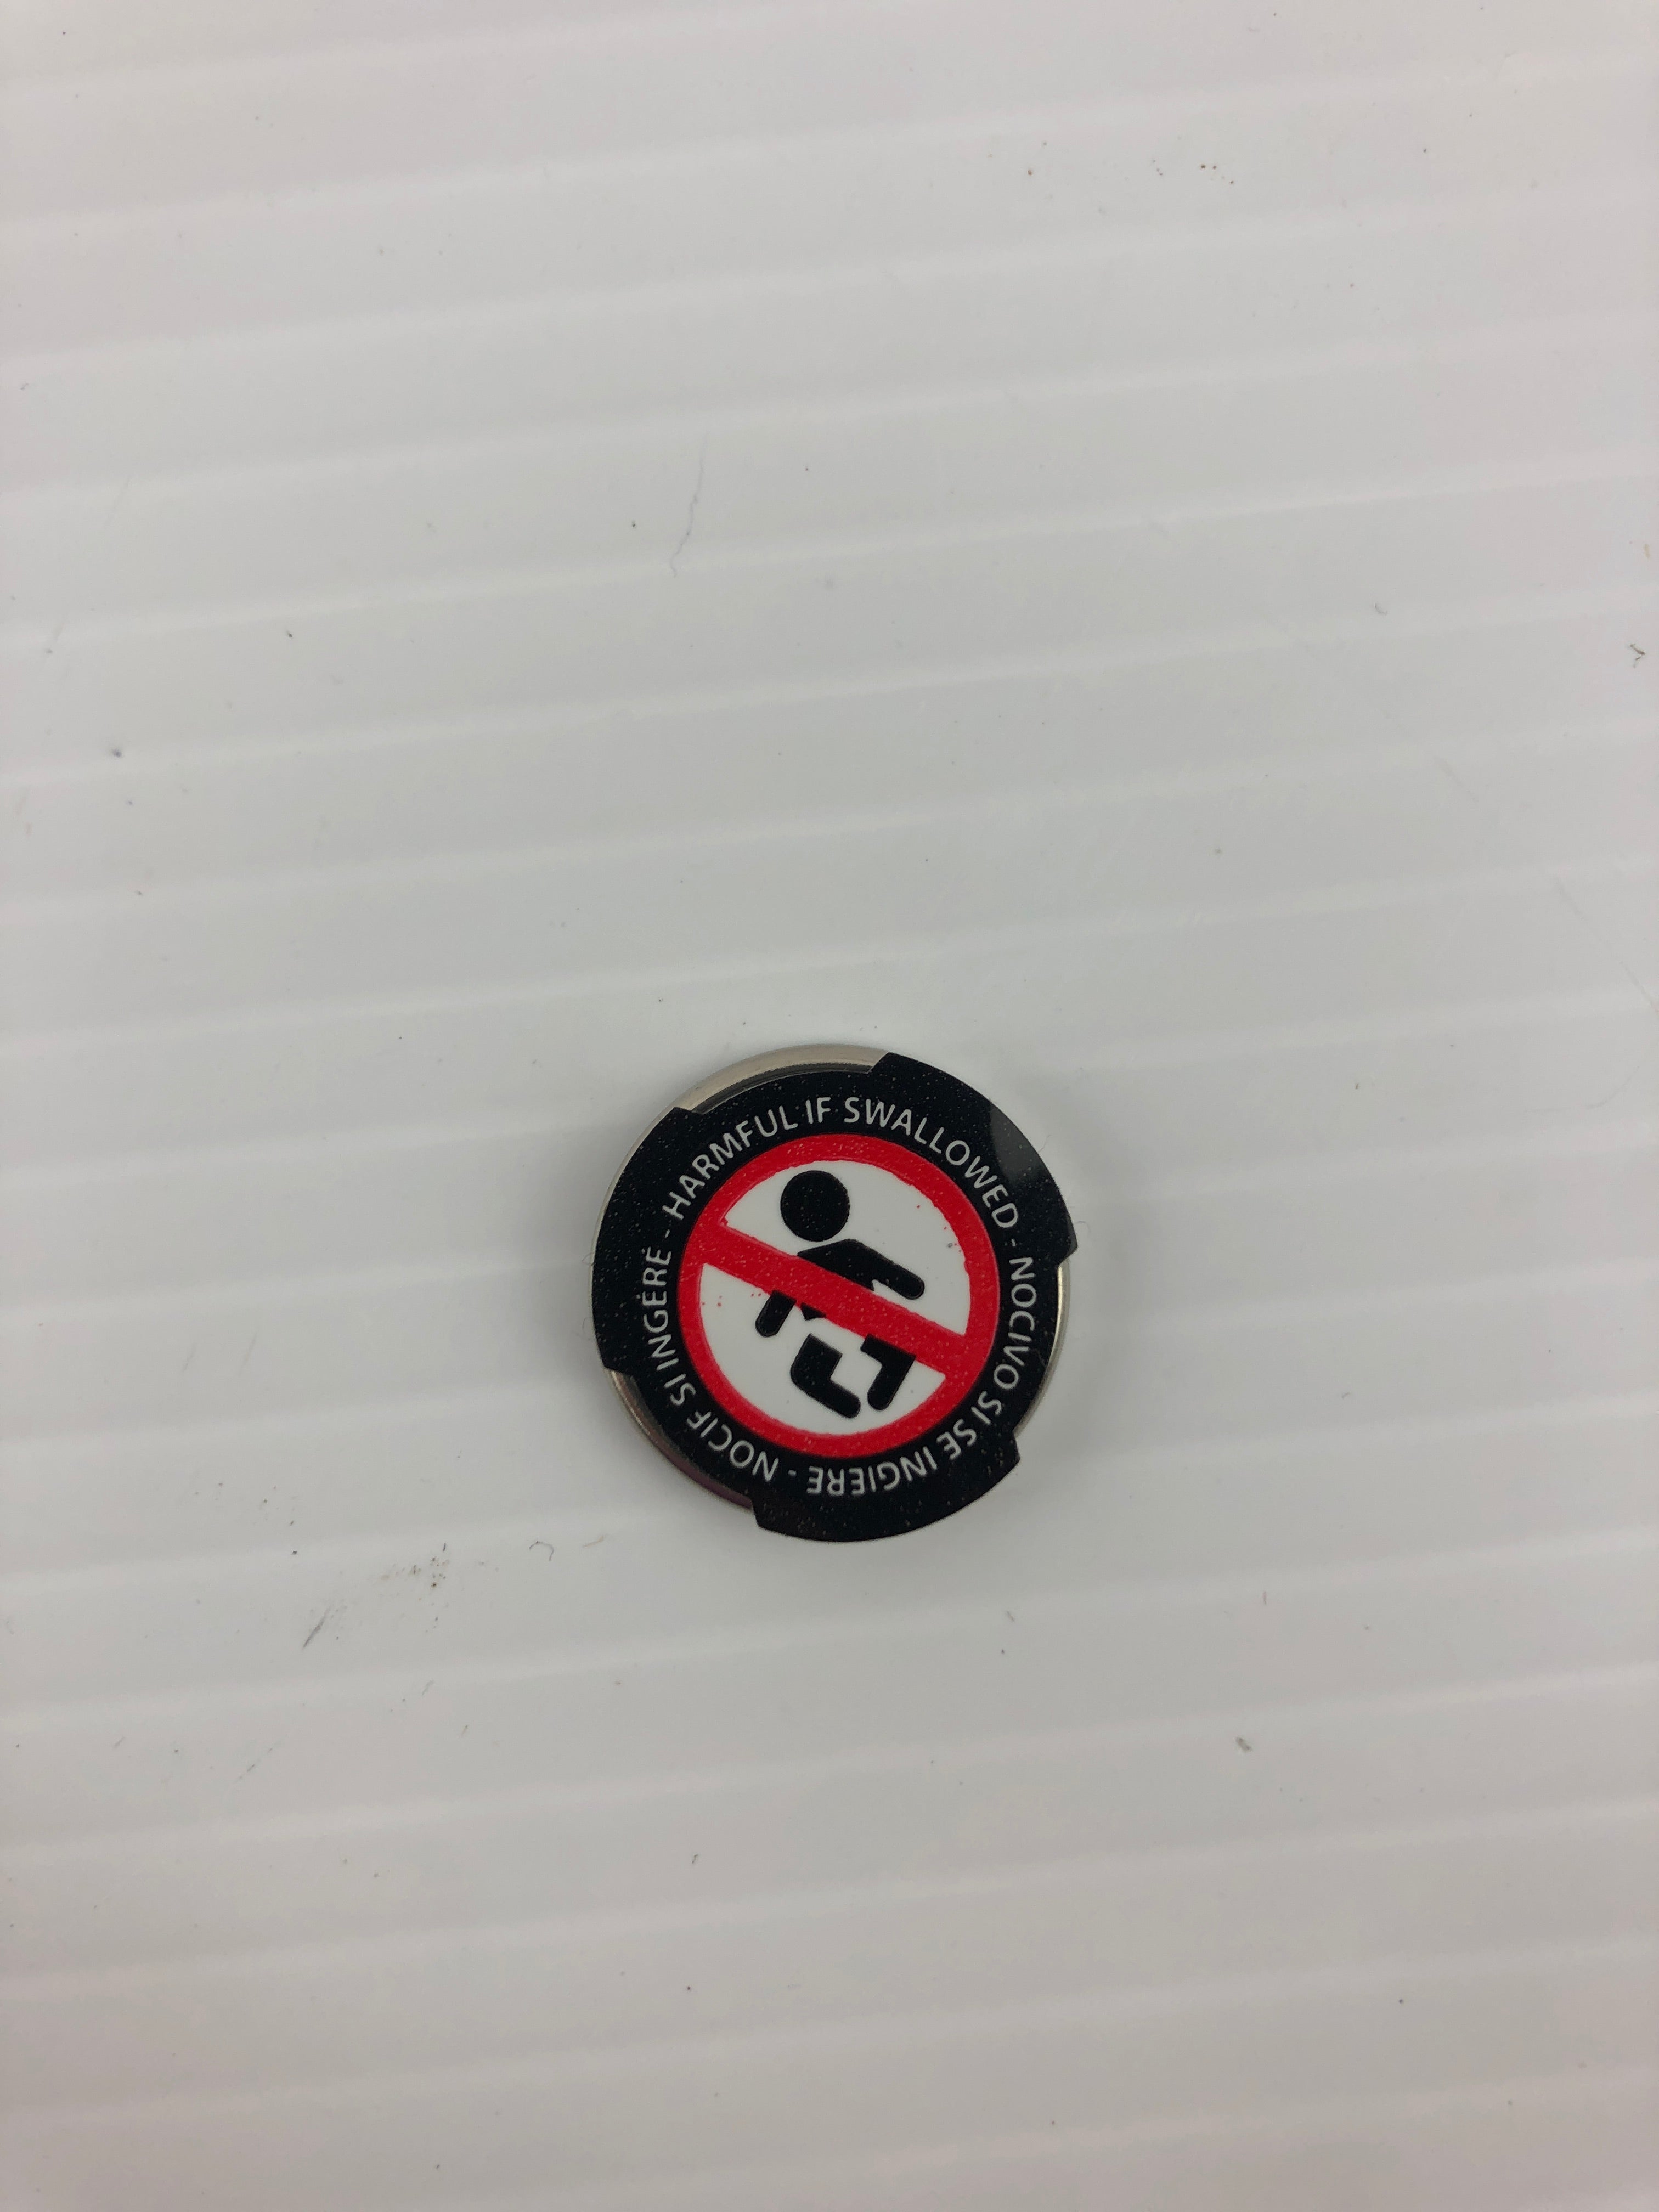 HARMFUL IF SWALLOWED - NOCIVO SI SE INGIERE - NOCIF SI INGÉRÉ -